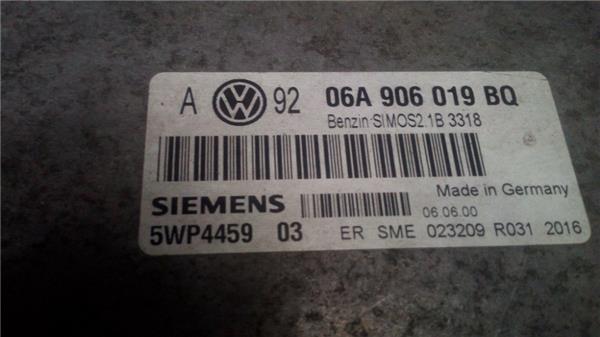 A VW 92 06A 906 019 BQ
Benzin SIMOS2 1B 3318
Made in Germany
SIEMENS 06.06.00
5WP4459 03 ER SME 023209 R031 2016